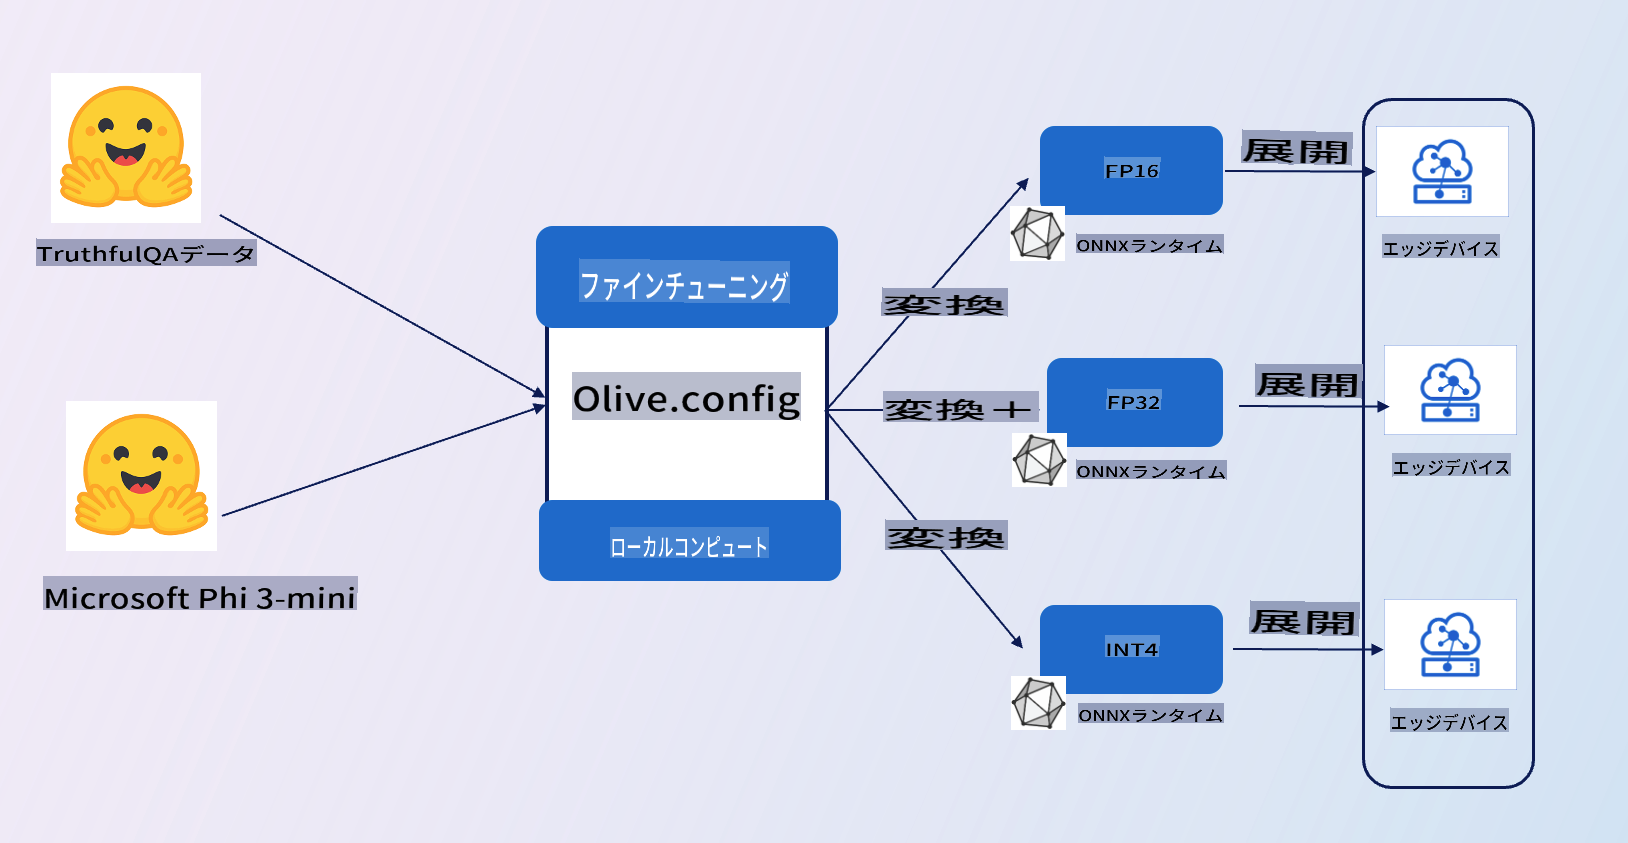 TruthfulQAデータ
Microsoft Phi 3-mini
ファインチューニング
Olive.config
ローカルコンピュート
変換
変換＋
変換
FP16
ONNXランタイム
展開
エッジデバイス
FP32
ONNXランタイム
展開
エッジデバイス
INT4
ONNXランタイム
展開
エッジデバイス